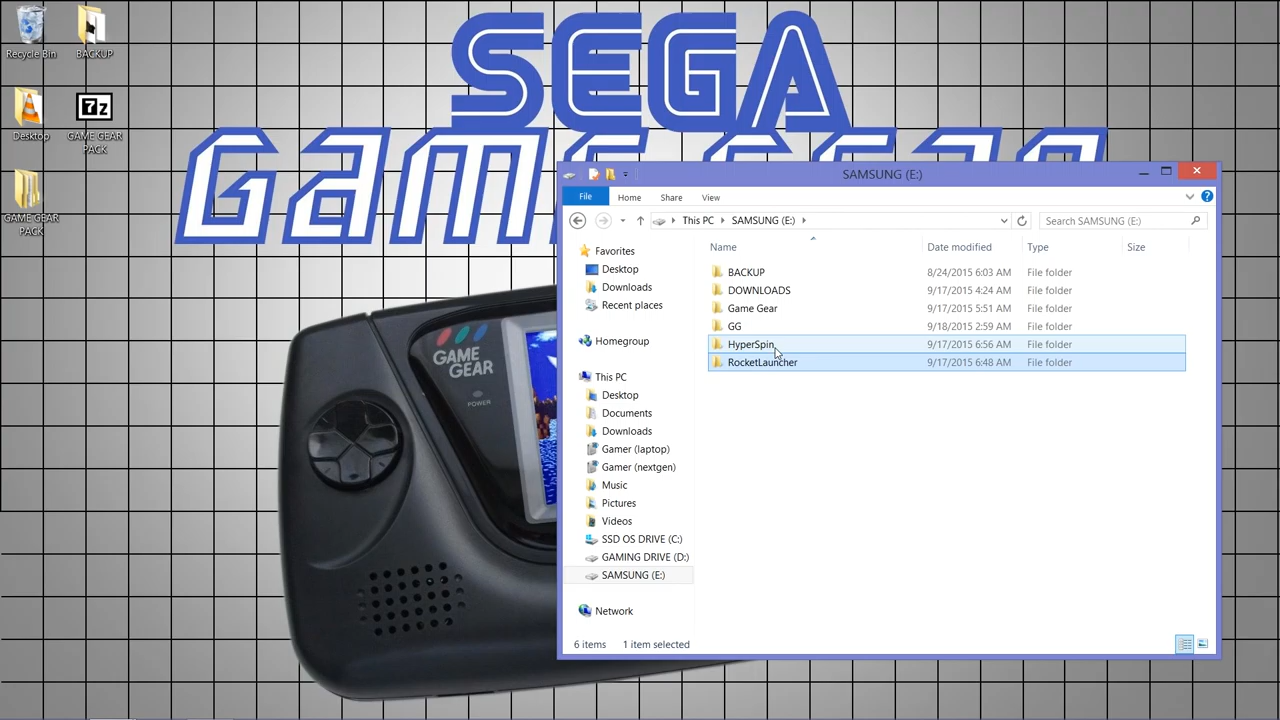 SEGA
GAME GEAR
Recycle Bin
BACKUP
Desktop
7z
GAME GEAR
PACK
GAME GEAR
PACK
GAME
GEAR
POWER
SAMSUNG (E:)
File Home Share View
This PC SAMSUNG (E:)
Search SAMSUNG (E:)
Favorites
Desktop
Downloads
Recent places
Homegroup
This PC
Desktop
Documents
Downloads
Gamer (laptop)
Gamer (nextgen)
Music
Pictures
Videos
SSD OS DRIVE (C:)
GAMING DRIVE (D:)
SAMSUNG (E:)
Network
Name Date modified Type Size
BACKUP 8/24/2015 6:03 AM File folder
DOWNLOADS 9/17/2015 4:24 AM File folder
Game Gear 9/17/2015 5:51 AM File folder
GG 9/18/2015 2:59 AM File folder
HyperSpin 9/17/2015 6:56 AM File folder
RocketLauncher 9/17/2015 6:48 AM File folder
6 items 1 item selected